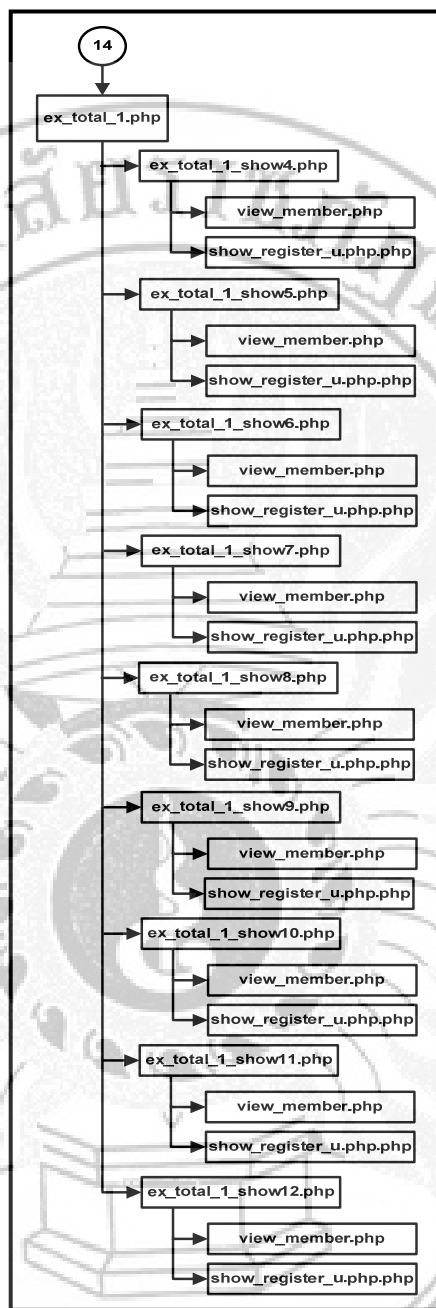 14
ex_total_1.php
ex_total_1_show4.php
view_member.php
show_register_u.php.php
ex_total_1_show5.php
view_member.php
show_register_u.php.php
ex_total_1_show6.php
view_member.php
show_register_u.php.php
ex_total_1_show7.php
view_member.php
show_register_u.php.php
ex_total_1_show8.php
view_member.php
show_register_u.php.php
ex_total_1_show9.php
view_member.php
show_register_u.php.php
ex_total_1_show10.php
view_member.php
show_register_u.php.php
ex_total_1_show11.php
view_member.php
show_register_u.php.php
ex_total_1_show12.php
view_member.php
show_register_u.php.php